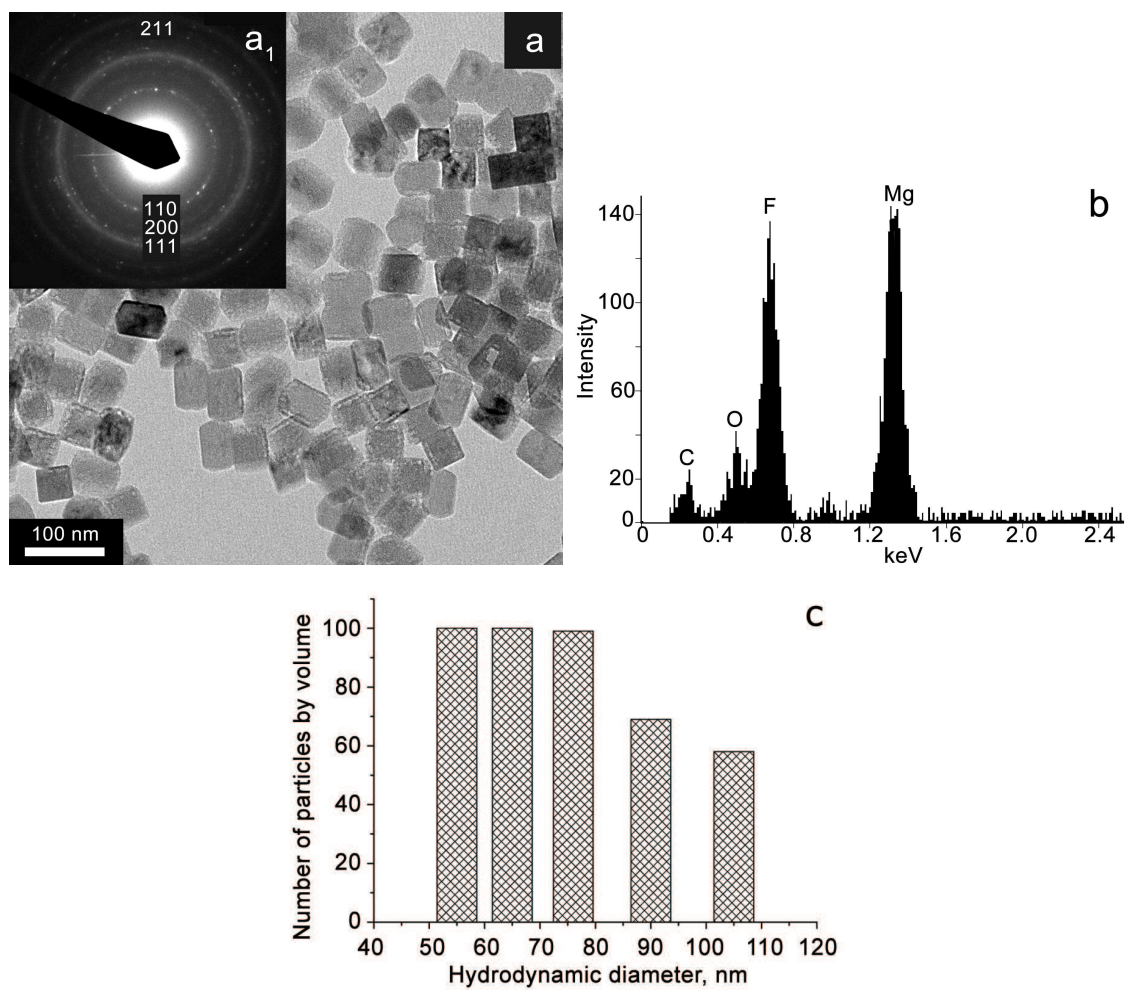 211
a1
a
110
200
111
100 nm
b
Intensity
140
100
60
20
0
F
Mg
O
C
0 0.4 0.8 1.2 1.6 2.0 2.4
keV
c
Number of particles by volume
100
80
60
40
20
0
40 50 60 70 80 90 100 110 120
Hydrodynamic diameter, nm